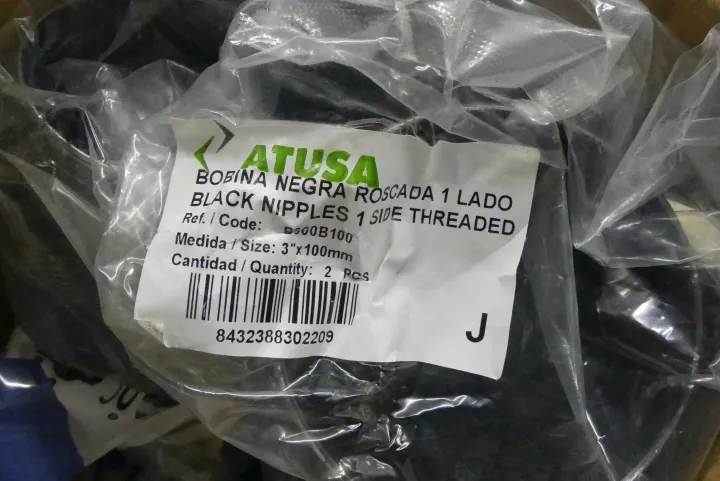 ATUSA
BOBINA NEGRA ROSCADA 1 LADO
BLACK NIPPLES 1 SIDE THREADED
Ref. / Code:
Medida / Size: 3"x100mm
Cantidad / Quantity: 2 Pcs
8432388302209
J